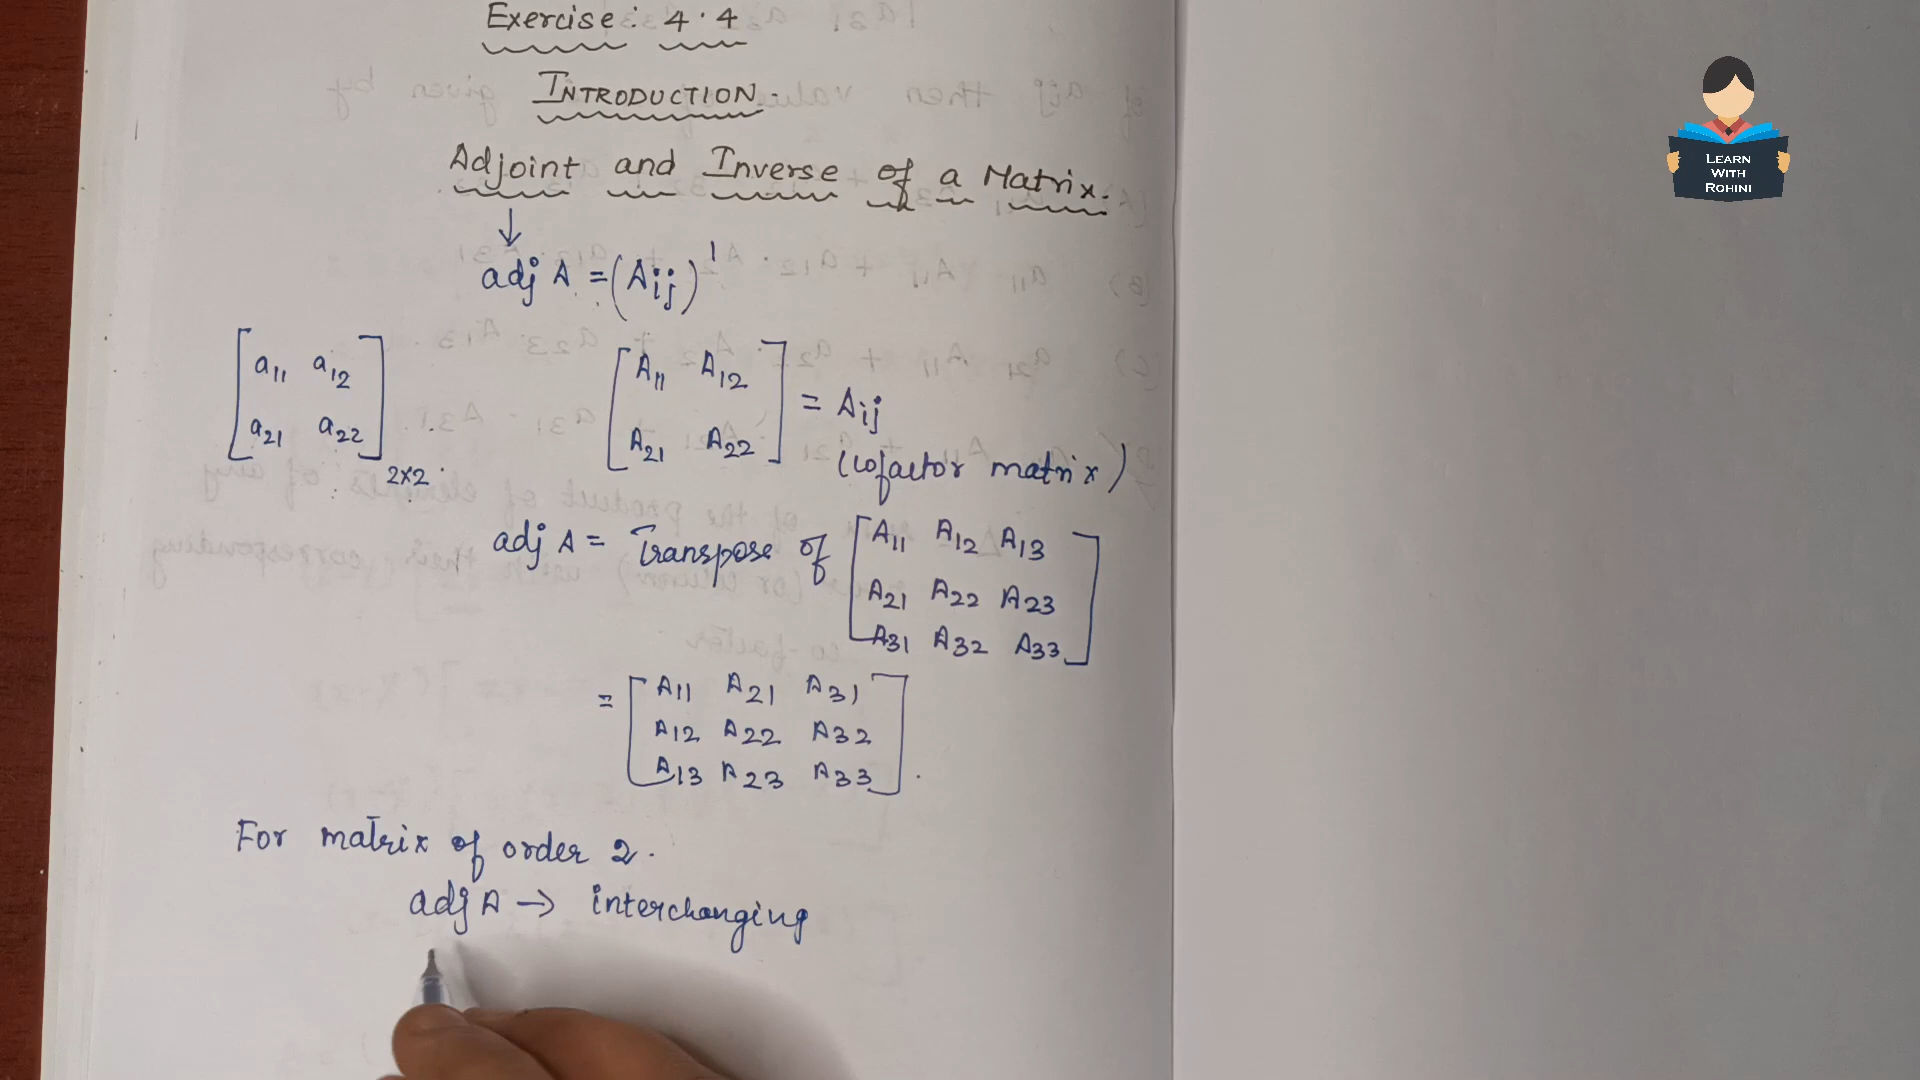 Exercise: 4.4
INTRODUCTION.
Adjoint and Inverse of a Matrix.
adj A = (Aij)'
[a11 a12
a21 a22] 2x2.
[A11 A12
A21 A22] = Aij
(cofactor matrix)
adj A = Transpose of [A11 A12 A13
A21 A22 A23
A31 A32 A33]
= [A11 A21 A31
A12 A22 A32
A13 A23 A33].
For matrix of order 2.
adj A → interchanging
LEARN
WITH
ROHINI